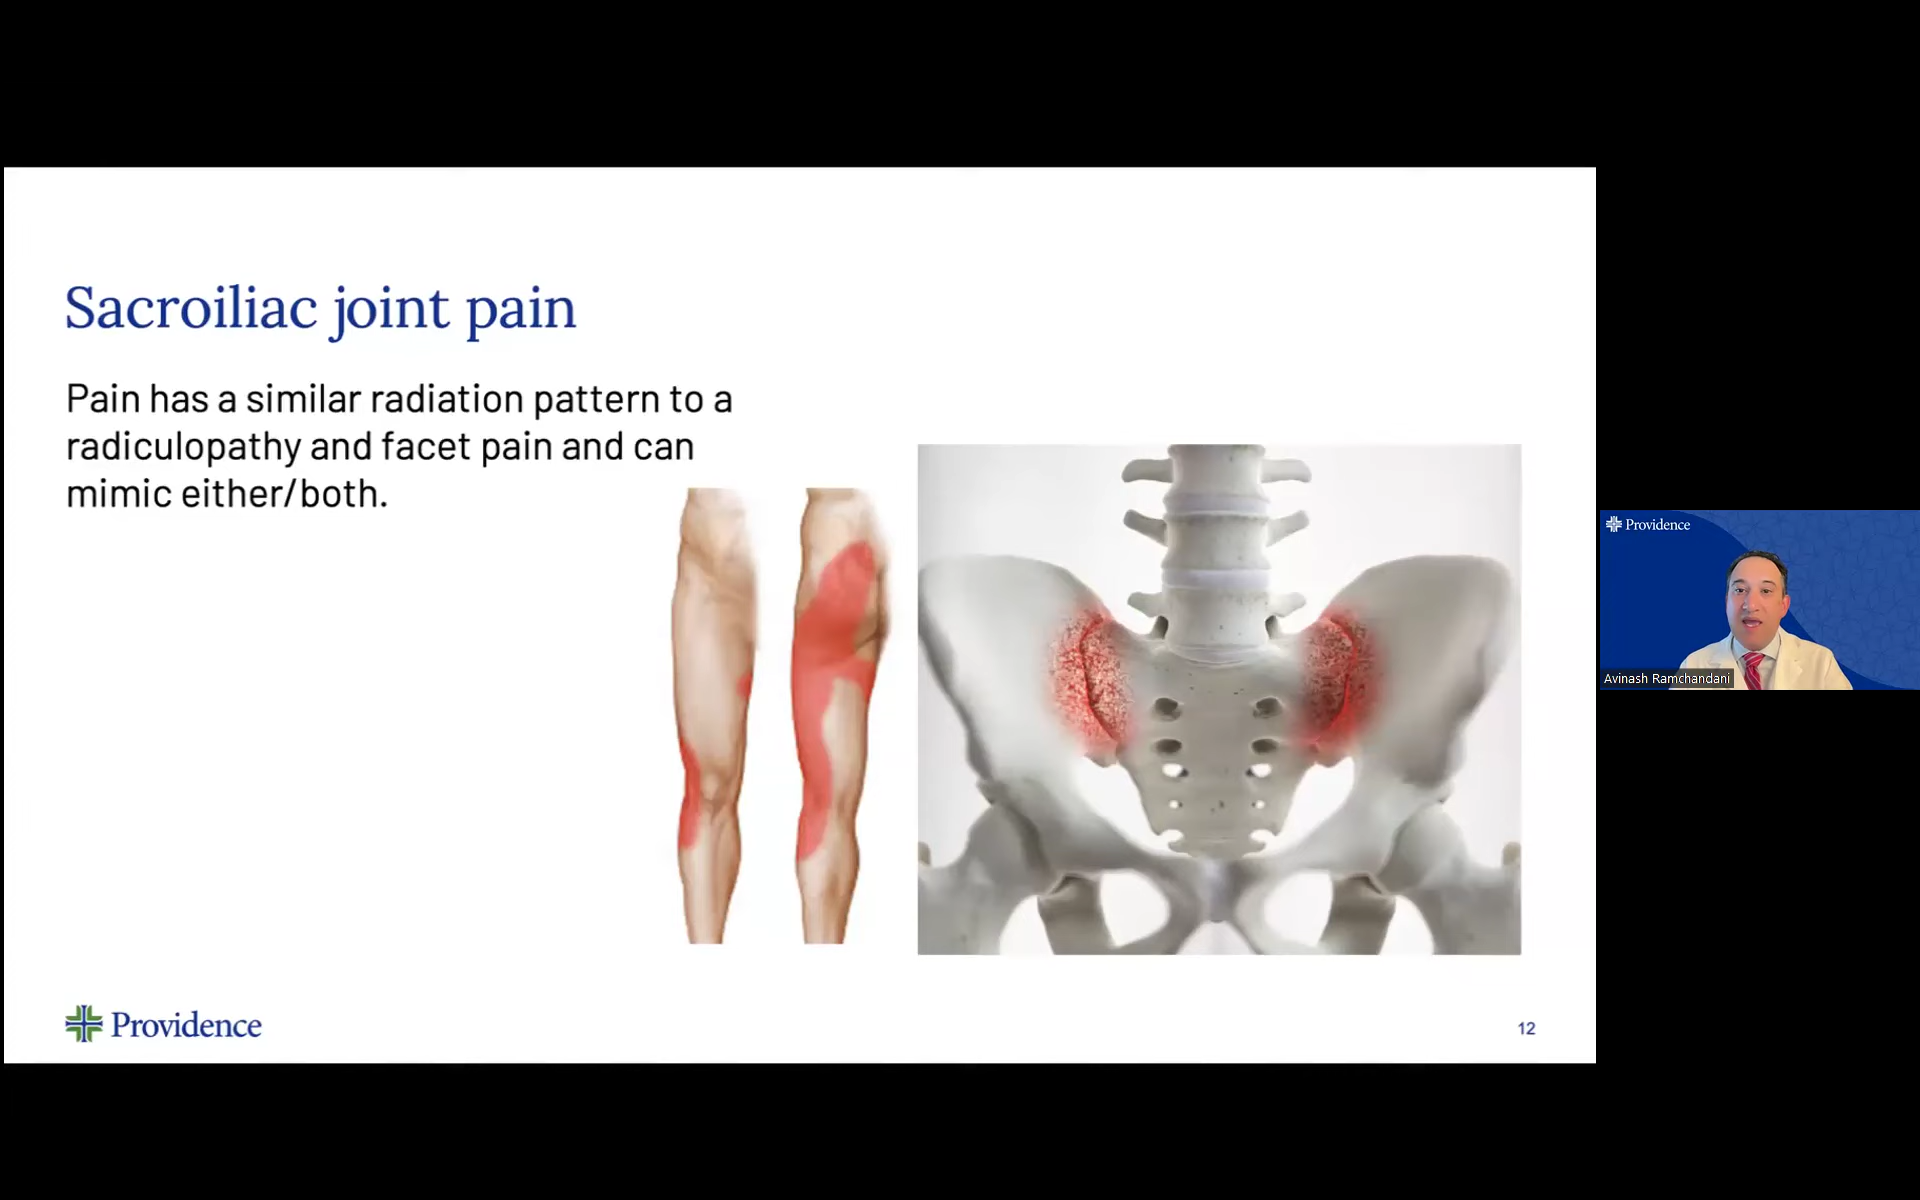 Sacroiliac joint pain
Pain has a similar radiation pattern to a
radiculopathy and facet pain and can
mimic either/both.
Providence
12
Providence
Avinash Ramchandani